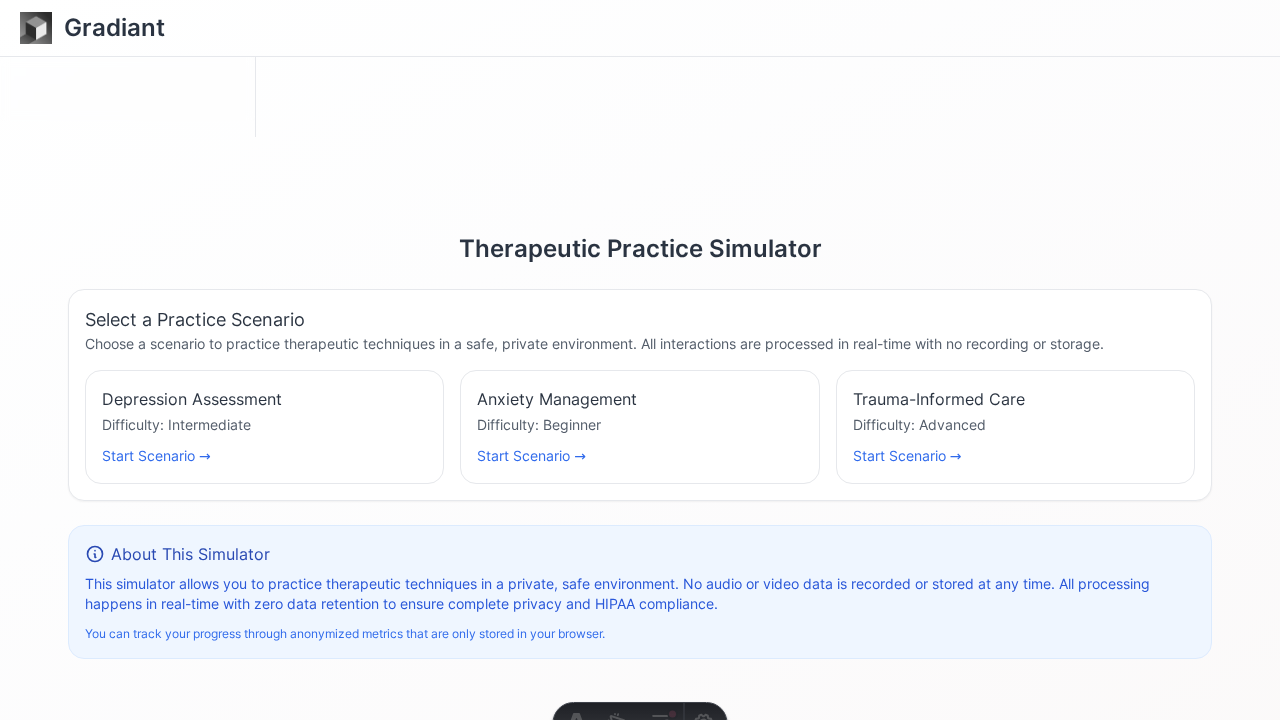 Gradiant
Therapeutic Practice Simulator
Select a Practice Scenario
Choose a scenario to practice therapeutic techniques in a safe, private environment. All interactions are processed in real-time with no recording or storage.
Depression Assessment
Difficulty: Intermediate
Start Scenario →
Anxiety Management
Difficulty: Beginner
Start Scenario →
Trauma-Informed Care
Difficulty: Advanced
Start Scenario →
About This Simulator
This simulator allows you to practice therapeutic techniques in a private, safe environment. No audio or video data is recorded or stored at any time. All processing
happens in real-time with zero data retention to ensure complete privacy and HIPAA compliance.
You can track your progress through anonymized metrics that are only stored in your browser.